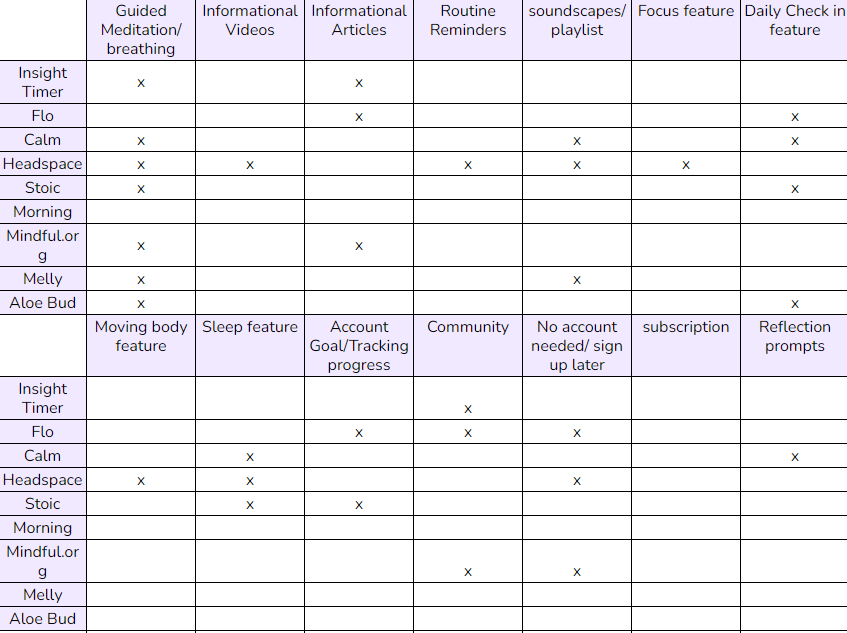 Guided Meditation/ breathing | Informational Videos | Informational Articles | Routine Reminders | soundscapes/ playlist | Focus feature | Daily Check in feature
Insight Timer | x | | x | | | |
Flo | | | x | | | | x
Calm | x | | | | x | | x
Headspace | x | x | | x | x | x |
Stoic | x | | | | | | x
Morning | | | | | | |
Mindful.org | x | | x | | | |
Melly | x | | | | x | |
Aloe Bud | x | | | | | | x
Moving body feature | Sleep feature | Account Goal/Tracking progress | Community | No account needed/ sign up later | subscription | Reflection prompts
Insight Timer | | | | x | | |
Flo | | | x | x | x | |
Calm | | x | | | | | x
Headspace | x | x | | | x | |
Stoic | | x | x | | | |
Morning | | | | | | |
Mindful.org | | | | x | x | |
Melly | | | | | | |
Aloe Bud | | | | | | |